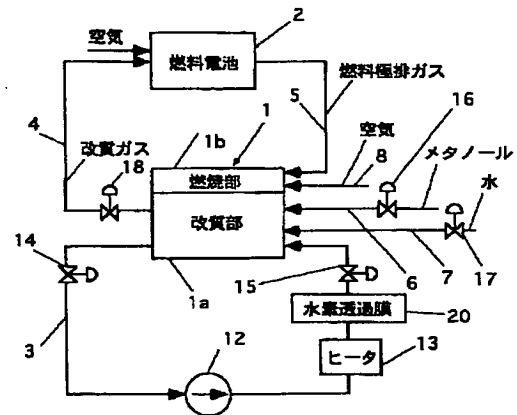 2
空気
燃料電池
燃料極排ガス
5
16
4
1
空気
改質ガス
1b
8
メタノール
18
燃焼部
水
改質部
14
15
6
7
17
1a
水素透過膜
20
3
12
ヒータ
13